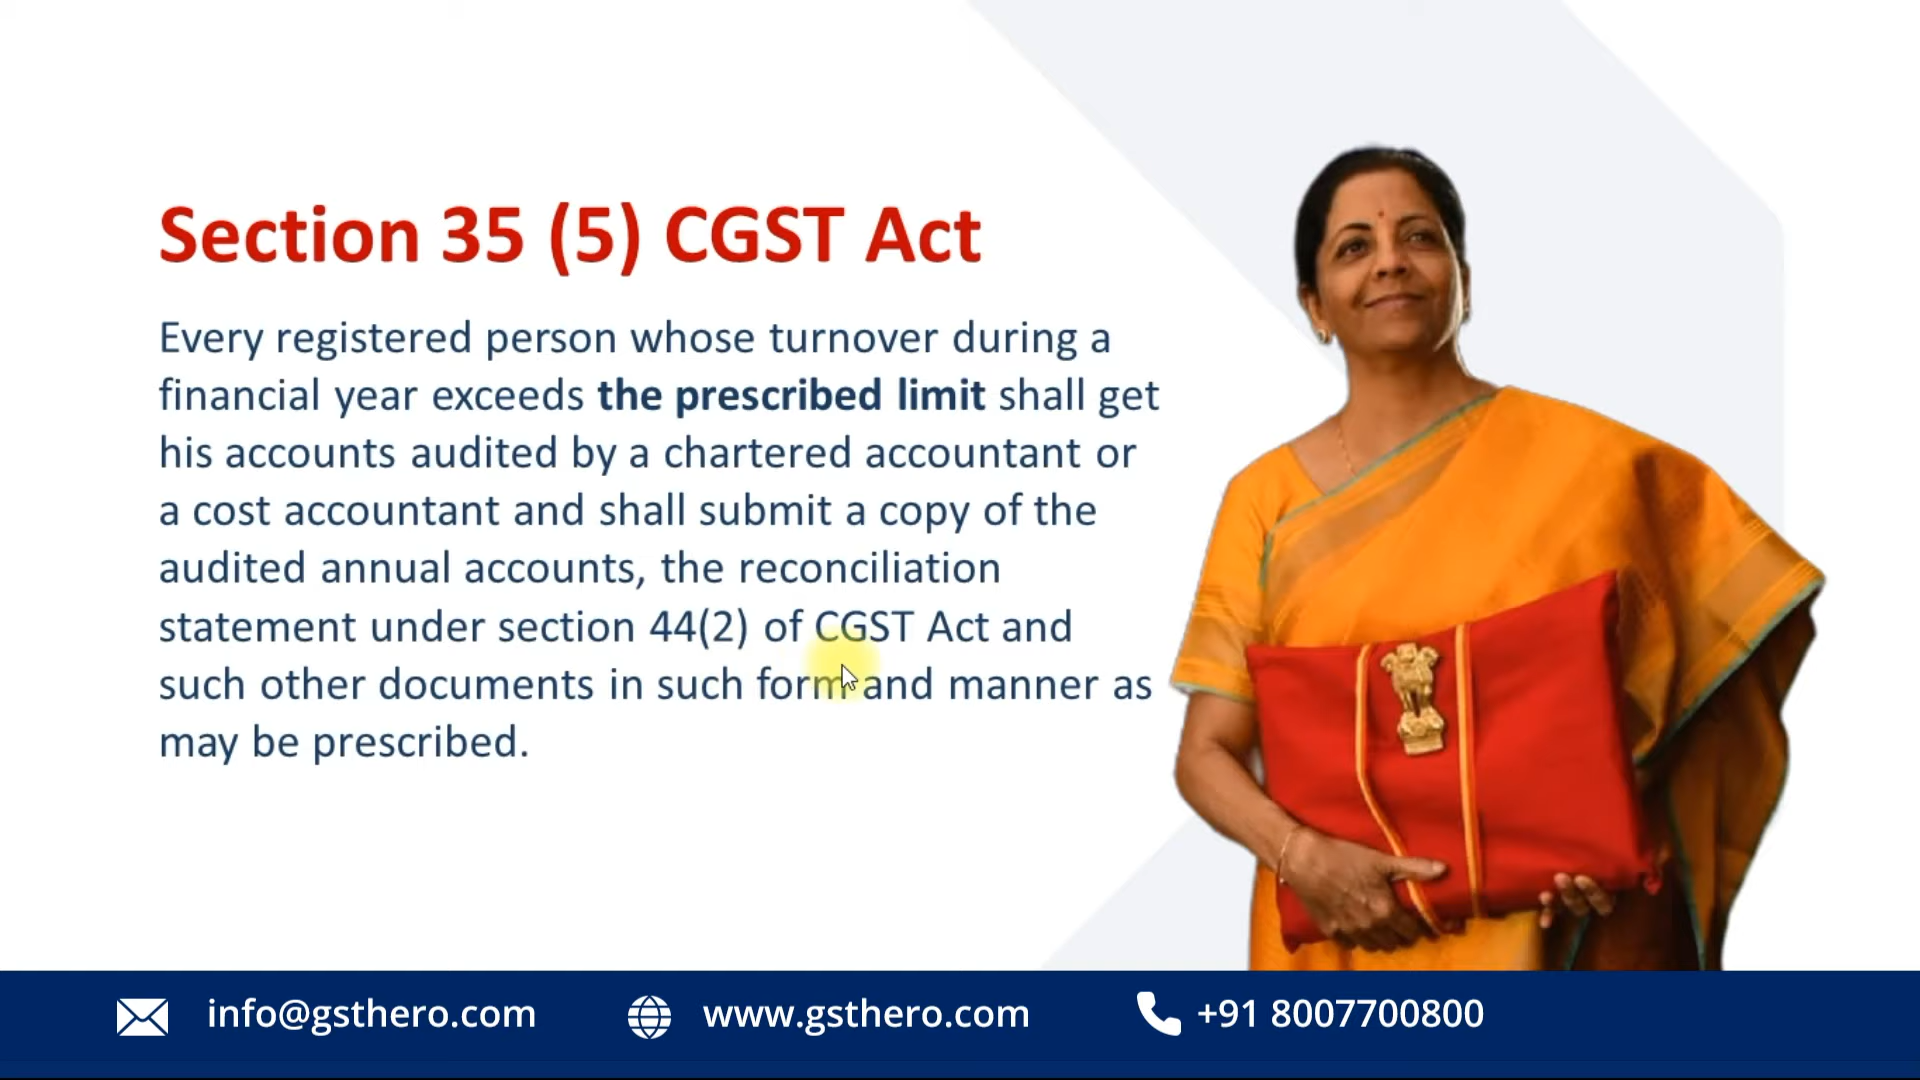 Section 35 (5) CGST Act
Every registered person whose turnover during a
financial year exceeds the prescribed limit shall get
his accounts audited by a chartered accountant or
a cost accountant and shall submit a copy of the
audited annual accounts, the reconciliation
statement under section 44(2) of CGST Act and
such other documents in such form and manner as
may be prescribed.
info@gsthero.com
www.gsthero.com
+91 8007700800